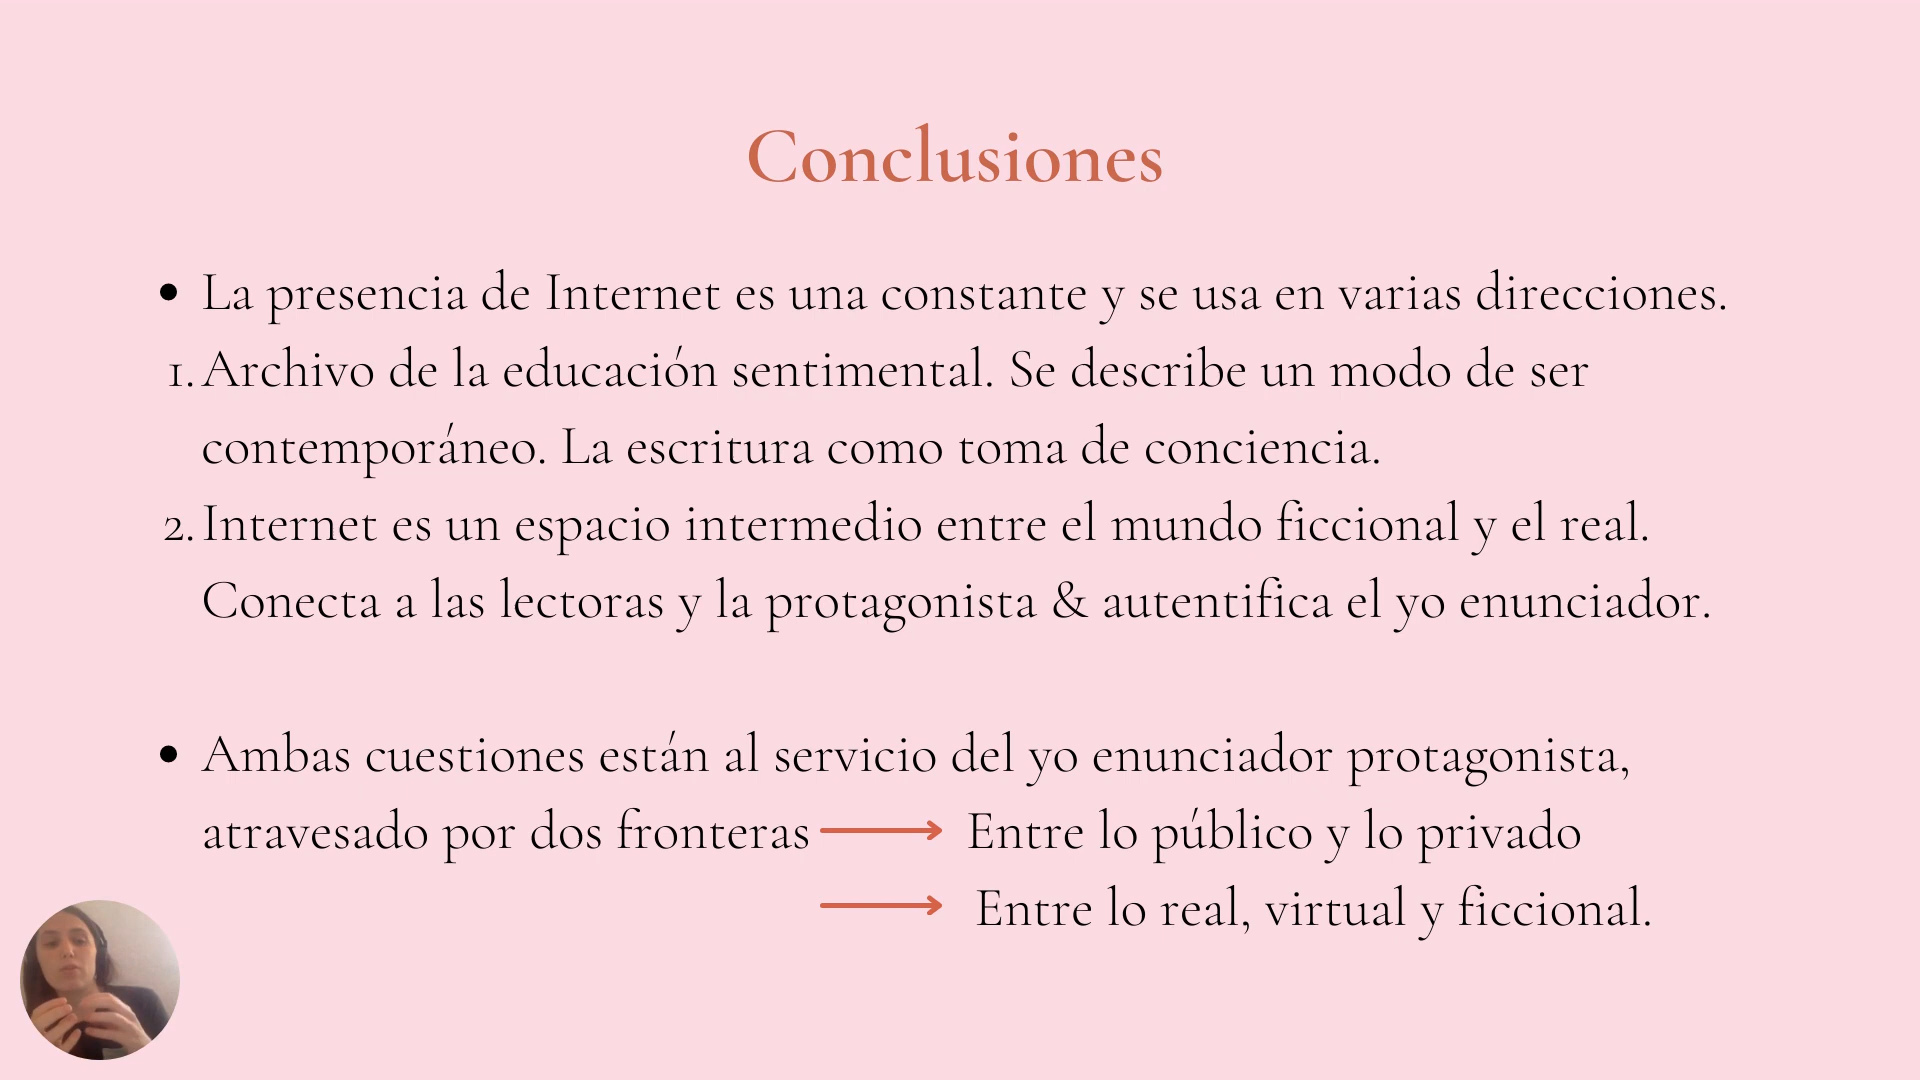 Conclusiones
• La presencia de Internet es una constante y se usa en varias direcciones.
1. Archivo de la educación sentimental. Se describe un modo de ser
contemporáneo. La escritura como toma de conciencia.
2. Internet es un espacio intermedio entre el mundo ficcional y el real.
Conecta a las lectoras y la protagonista & autentifica el yo enunciador.
• Ambas cuestiones están al servicio del yo enunciador protagonista,
atravesado por dos fronteras → Entre lo público y lo privado
→ Entre lo real, virtual y ficcional.